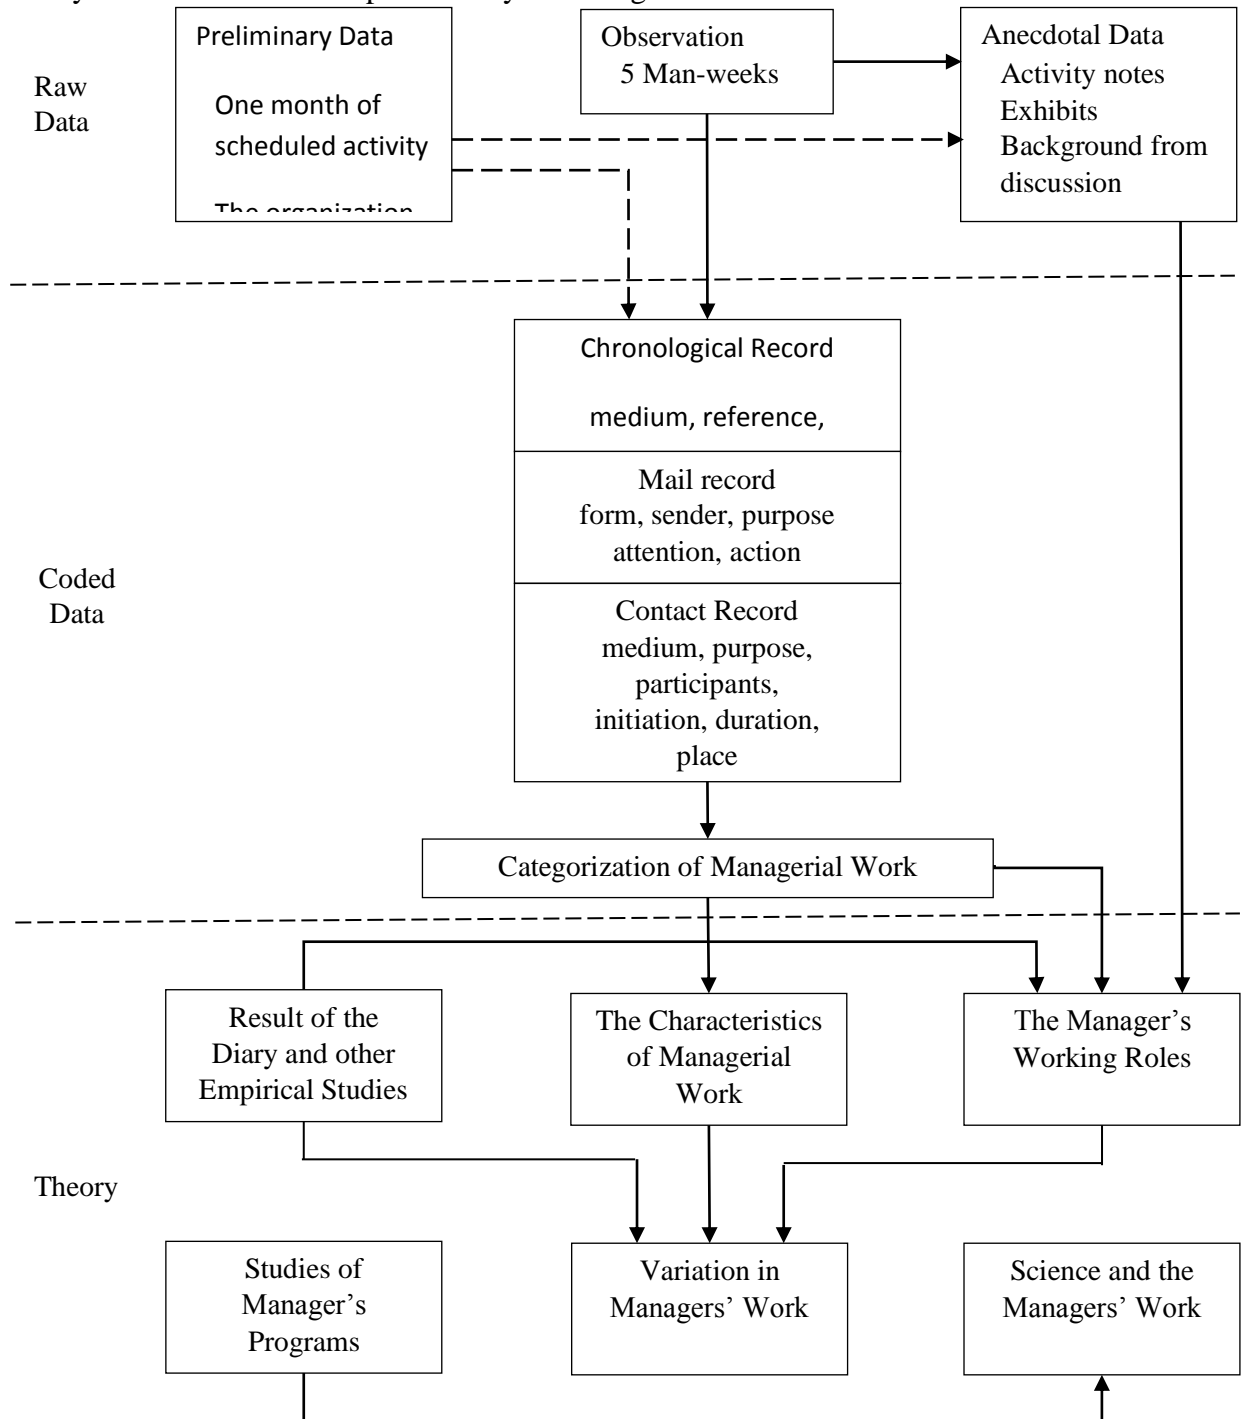 Preliminary Data
One month of
scheduled activity
The organization
Observation
5 Man-weeks
Anecdotal Data
Activity notes
Exhibits
Background from
discussion
Raw
Data
Chronological Record
medium, reference,
Mail record
form, sender, purpose
attention, action
Contact Record
medium, purpose,
participants,
initiation, duration,
place
Coded
Data
Categorization of Managerial Work
Result of the
Diary and other
Empirical Studies
The Characteristics
of Managerial
Work
The Manager’s
Working Roles
Theory
Studies of
Manager’s
Programs
Variation in
Managers’ Work
Science and the
Managers’ Work